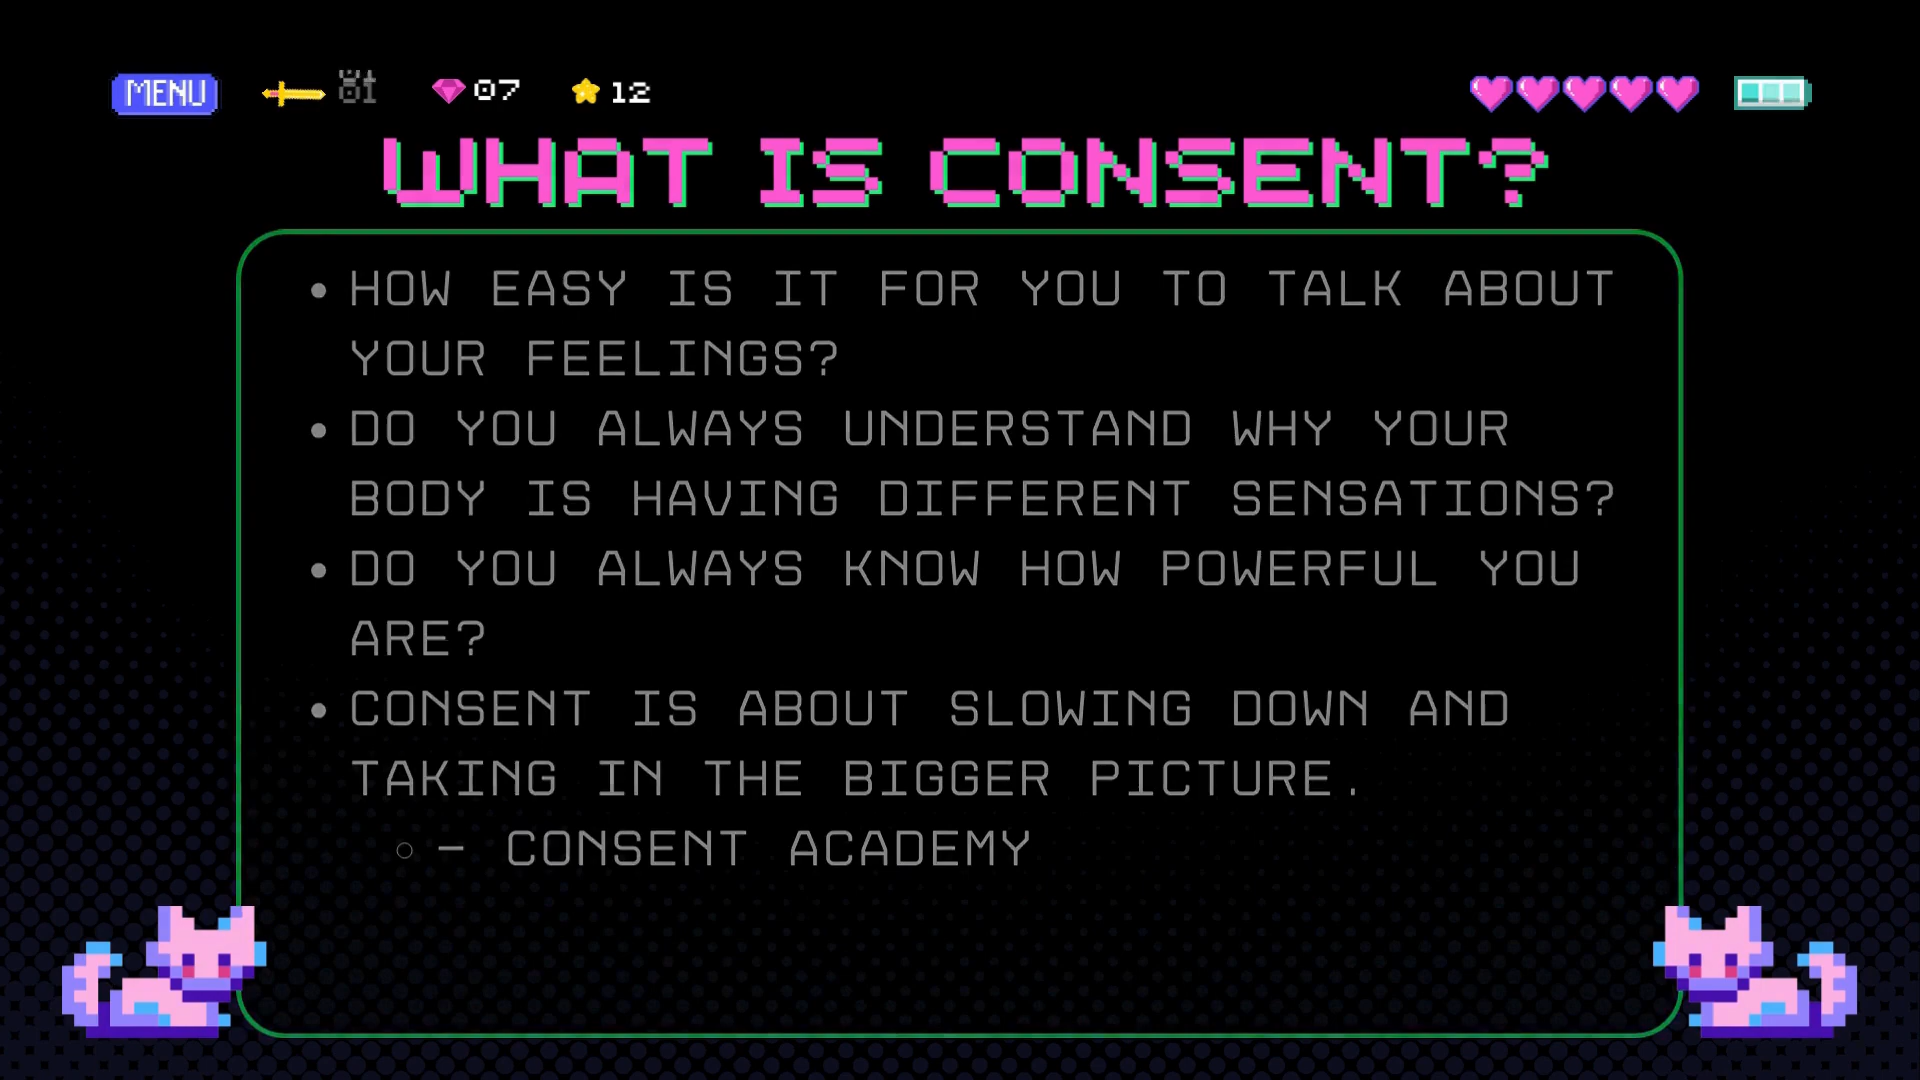 MENU 01 07 12
WHAT IS CONSENT?
• HOW EASY IS IT FOR YOU TO TALK ABOUT
YOUR FEELINGS?
• DO YOU ALWAYS UNDERSTAND WHY YOUR
BODY IS HAVING DIFFERENT SENSATIONS?
• DO YOU ALWAYS KNOW HOW POWERFUL YOU
ARE?
• CONSENT IS ABOUT SLOWING DOWN AND
TAKING IN THE BIGGER PICTURE.
○ – CONSENT ACADEMY